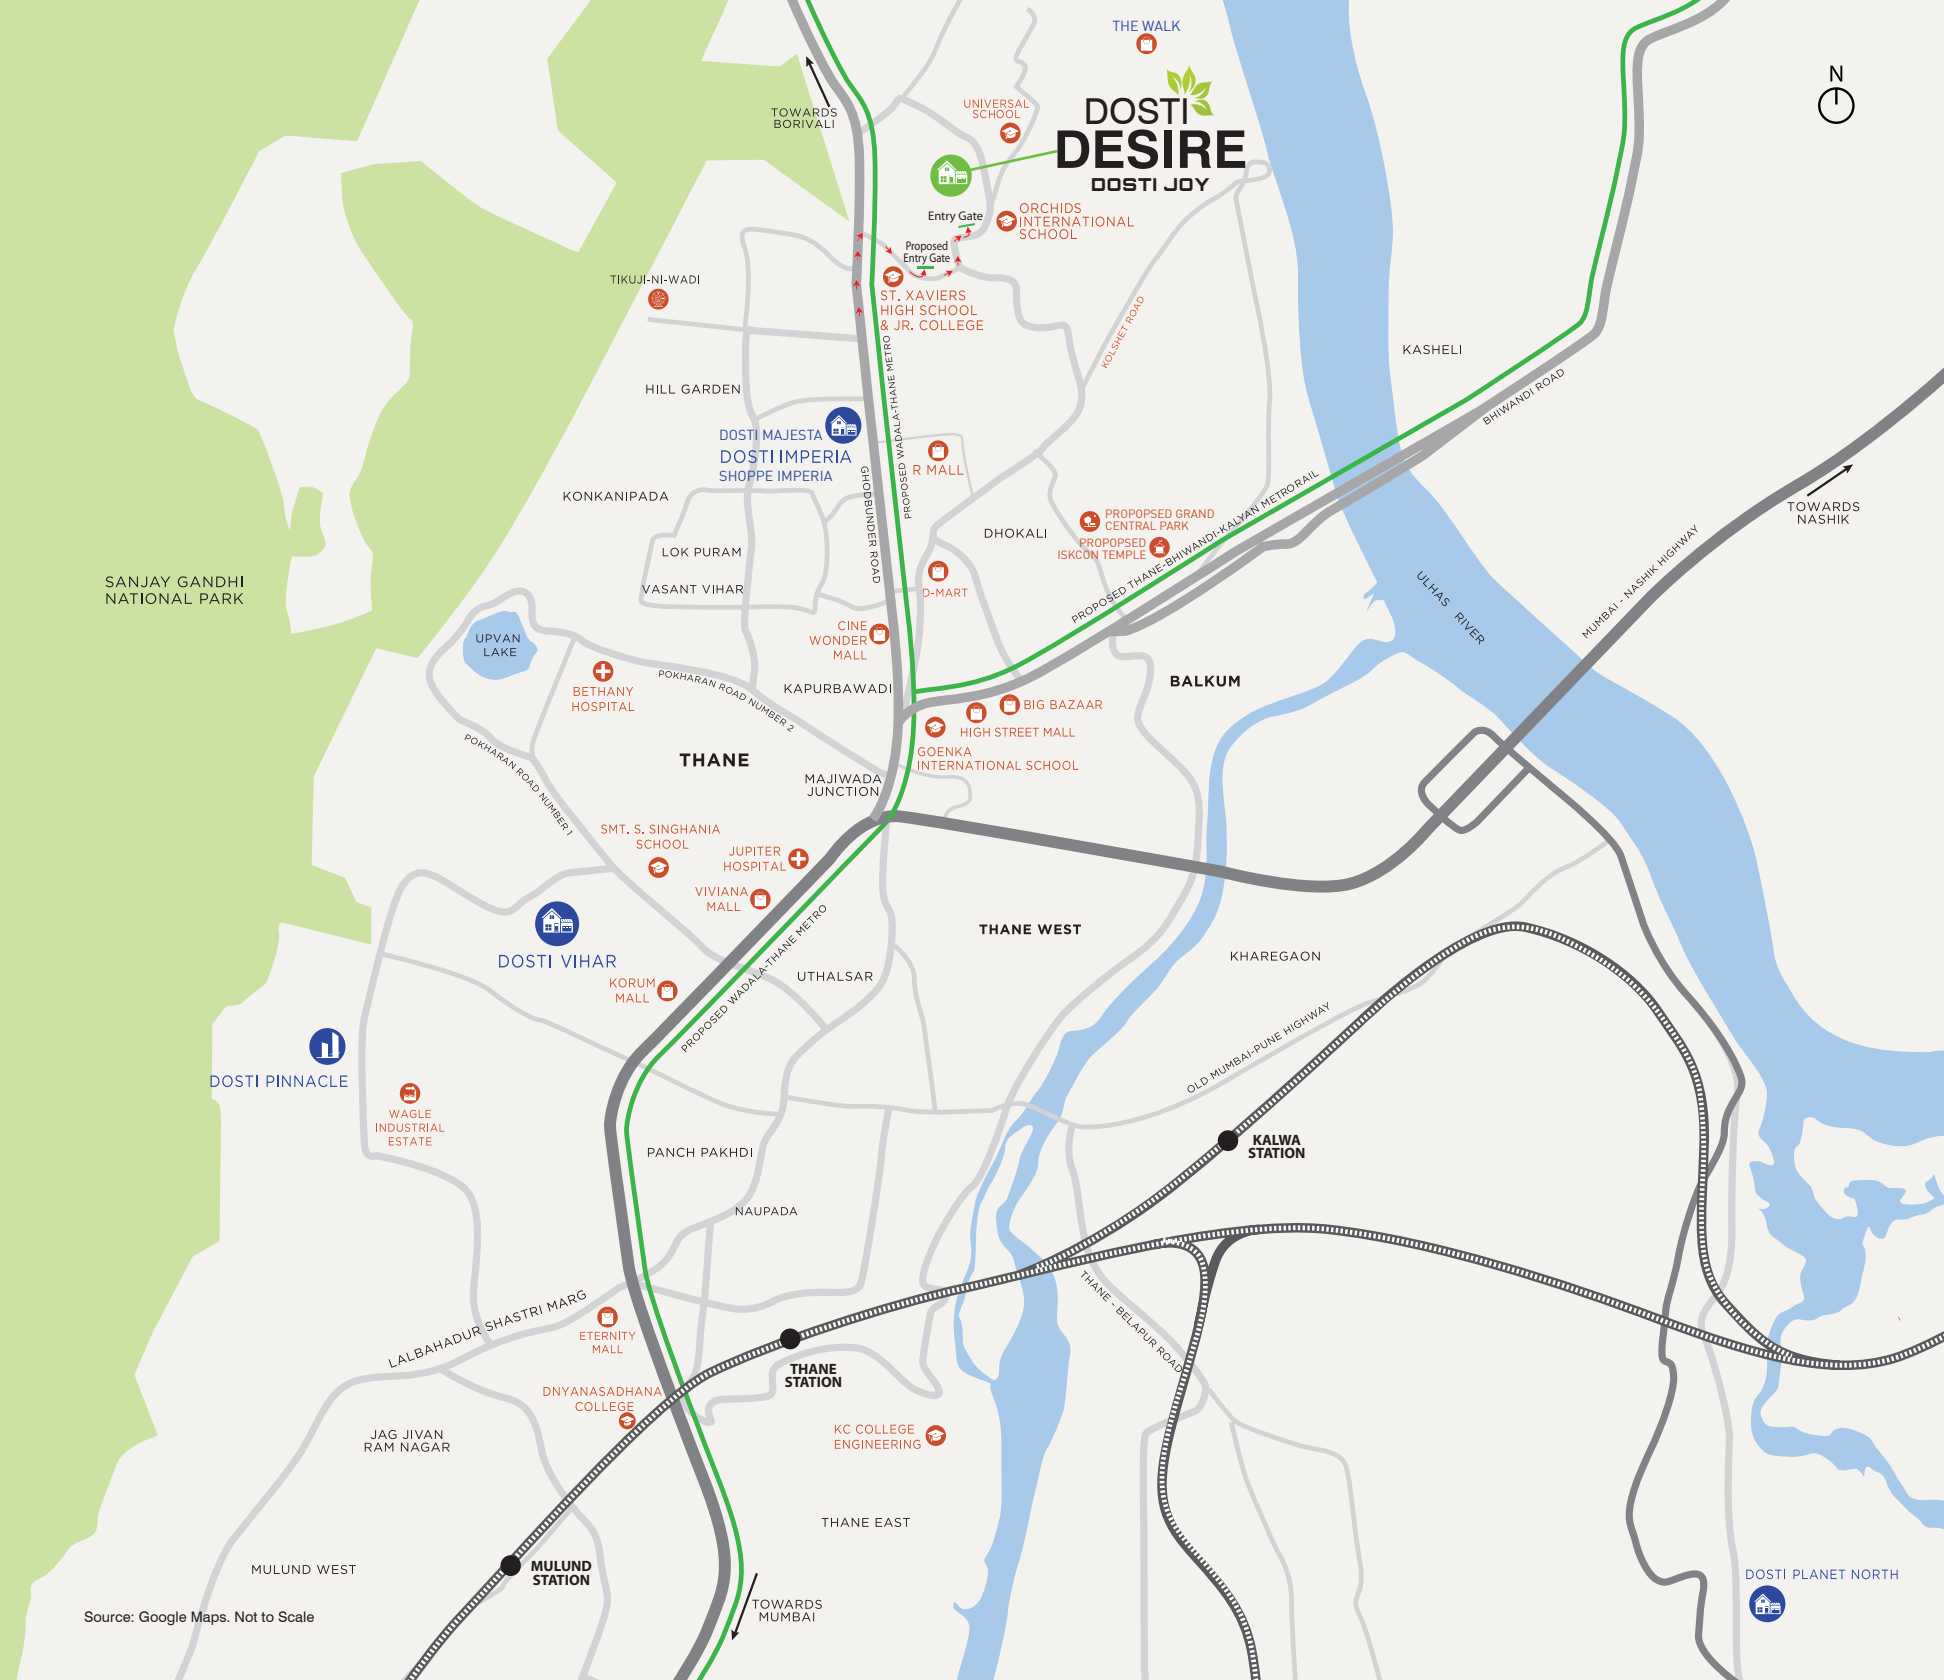 THE WALK
N
DOSTI
DESIRE
DOSTI JOY
TOWARDS
BORIVALI
UNIVERSAL
SCHOOL
Entry Gate
ORCHIDS
INTERNATIONAL
SCHOOL
Proposed
Entry Gate
TIKUJI-NI-WADI
ST. XAVIERS
HIGH SCHOOL
& JR. COLLEGE
KOLSHET ROAD
KASHELI
PROPOSED WADALA-THANE METRO
HILL GARDEN
BHIWANDI ROAD
DOSTI MAJESTA
DOSTI IMPERIA
SHOPPE IMPERIA
R MALL
GHODBUNDER ROAD
KONKANIPADA
PROPOSED THANE-BHIWANDI-KALYAN METRORAIL
TOWARDS
NASHIK
PROPOPSED GRAND
CENTRAL PARK
DHOKALI
PROPOPSED
ISKCON TEMPLE
LOK PURAM
VASANT VIHAR
D-MART
SANJAY GANDHI
NATIONAL PARK
ULHAS RIVER
MUMBAI - NASHIK HIGHWAY
UPVAN
LAKE
CINE
WONDER
MALL
POKHARAN ROAD NUMBER 2
BETHANY
HOSPITAL
KAPURBAWADI
BALKUM
BIG BAZAAR
HIGH STREET MALL
GOENKA
INTERNATIONAL SCHOOL
POKHARAN ROAD NUMBER 1
THANE
MAJIWADA
JUNCTION
SMT. S. SINGHANIA
SCHOOL
JUPITER
HOSPITAL
VIVIANA
MALL
THANE WEST
DOSTI VIHAR
PROPOSED WADALA-THANE METRO
KHAREGAON
UTHALSAR
KORUM
MALL
OLD MUMBAI-PUNE HIGHWAY
DOSTI PINNACLE
WAGLE
INDUSTRIAL
ESTATE
KALWA
STATION
PANCH PAKHDI
NAUPADA
THANE - BELAPUR ROAD
LALBAHADUR SHASTRI MARG
ETERNITY
MALL
THANE
STATION
DNYANASADHANA
COLLEGE
KC COLLEGE
ENGINEERING
JAG JIVAN
RAM NAGAR
THANE EAST
MULUND WEST
MULUND
STATION
DOSTI PLANET NORTH
TOWARDS
MUMBAI
Source: Google Maps. Not to Scale